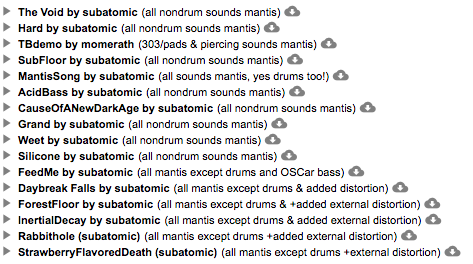 The Void by subatomic (all nondrum sounds mantis)
Hard by subatomic (all nondrum sounds mantis)
TBdemo by momerath (303/pads & piercing sounds mantis)
SubFloor by subatomic (all nondrum sounds mantis)
MantisSong by subatomic (all sounds mantis, yes drums too!)
AcidBass by subatomic (all nondrum sounds mantis)
CauseOfANewDarkAge by subatomic (all nondrum sounds mantis)
Grand by subatomic (all nondrum sounds mantis)
Weet by subatomic (all nondrum sounds mantis)
Silicone by subatomic (all nondrum sounds mantis)
FeedMe by subatomic (all mantis except drums and OSCar bass)
Daybreak Falls by subatomic (all mantis except drums & added distortion)
ForestFloor by subatomic (all mantis except drums & +added external distortion)
InertialDecay by subatomic (all mantis except drums & added external distortion)
Rabbithole (subatomic) (all mantis except drums +added external distortion)
StrawberryFlavoredDeath (subatomic) (all mantis except drums +external distortion)